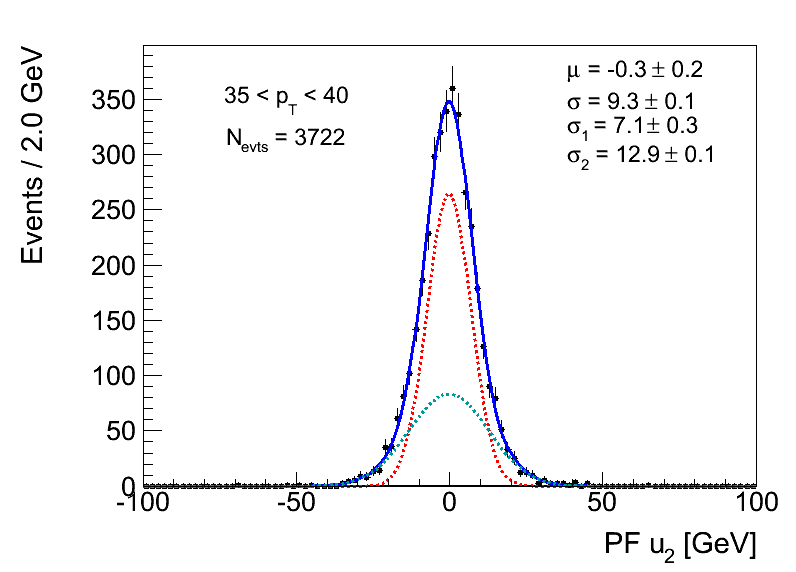 Events / 2.0 GeV
350
300
250
200
150
100
50
0
35 < p_T < 40
N_evts = 3722
μ = -0.3 ± 0.2
σ = 9.3 ± 0.1
σ_1 = 7.1 ± 0.3
σ_2 = 12.9 ± 0.1
-100 -50 0 50 100
PF u_2 [GeV]